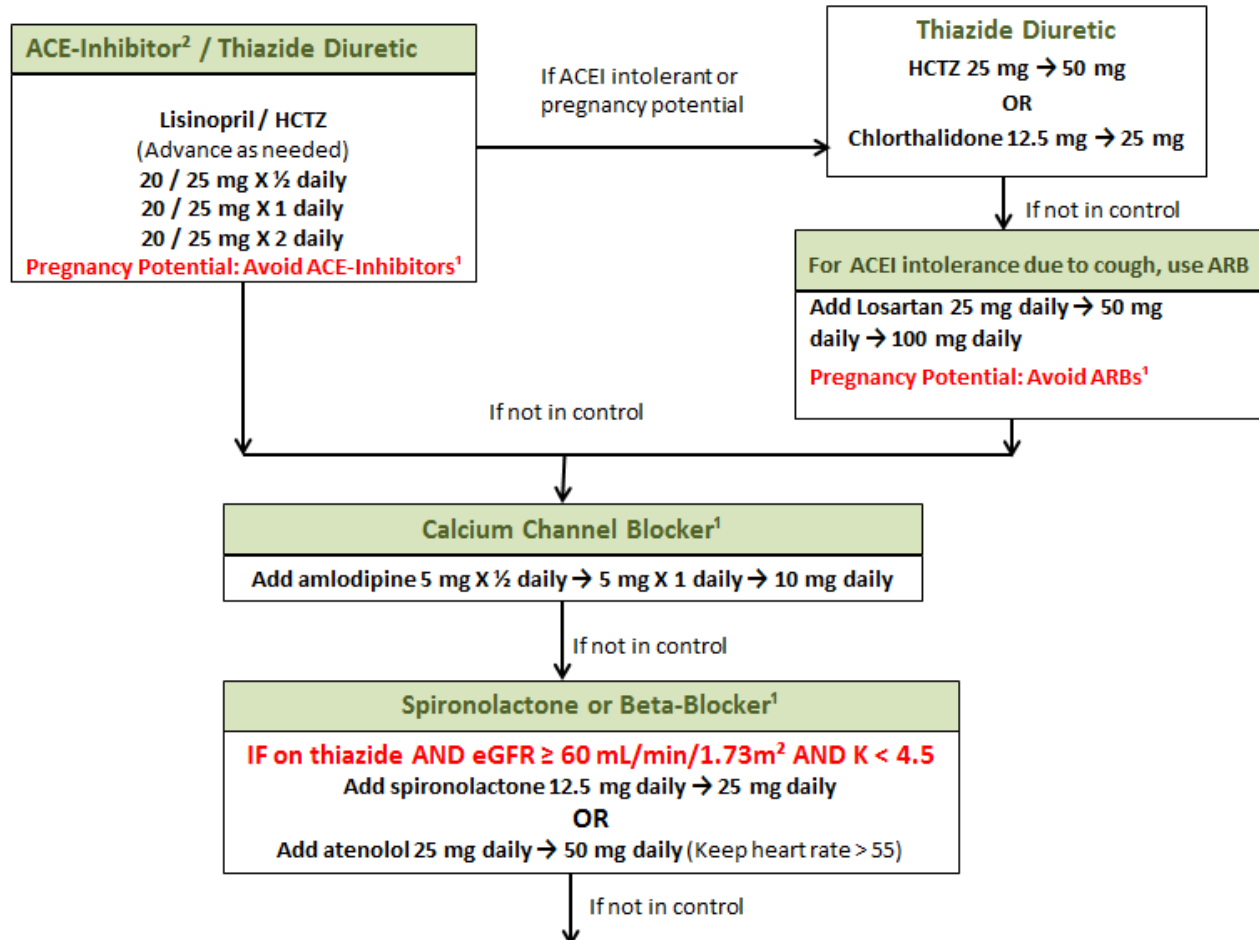 ACE-Inhibitor² / Thiazide Diuretic
Lisinopril / HCTZ
(Advance as needed)
20 / 25 mg X ½ daily
20 / 25 mg X 1 daily
20 / 25 mg X 2 daily
Pregnancy Potential: Avoid ACE-Inhibitors¹
If ACEI intolerant or
pregnancy potential
Thiazide Diuretic
HCTZ 25 mg → 50 mg
OR
Chlorthalidone 12.5 mg → 25 mg
If not in control
For ACEI intolerance due to cough, use ARB
Add Losartan 25 mg daily → 50 mg
daily → 100 mg daily
Pregnancy Potential: Avoid ARBs¹
If not in control
Calcium Channel Blocker¹
Add amlodipine 5 mg X ½ daily → 5 mg X 1 daily → 10 mg daily
If not in control
Spironolactone or Beta-Blocker¹
IF on thiazide AND eGFR ≥ 60 mL/min/1.73m² AND K < 4.5
Add spironolactone 12.5 mg daily → 25 mg daily
OR
Add atenolol 25 mg daily → 50 mg daily (Keep heart rate > 55)
If not in control